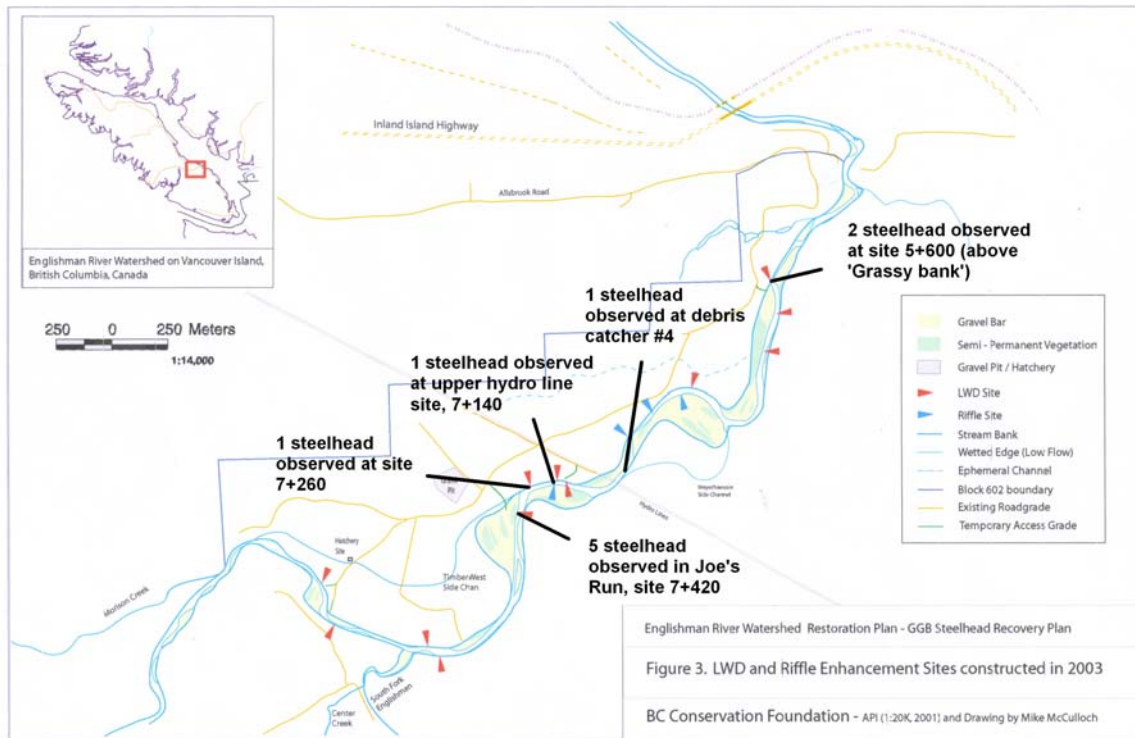 Englishman River Watershed on Vancouver Island,
British Columbia, Canada
Inland Island Highway
Allsbrook Road
250 0 250 Meters
1:14,000
2 steelhead observed
at site 5+600 (above
'Grassy bank')
1 steelhead
observed at debris
catcher #4
1 steelhead observed
at upper hydro line
site, 7+140
1 steelhead
observed at site
7+260
5 steelhead
observed in Joe's
Run, site 7+420
Gravel Bar
Semi - Permanent Vegetation
Gravel Pit / Hatchery
LWD Site
Riffle Site
Stream Bank
Wetted Edge (Low Flow)
Ephemeral Channel
Block 602 boundary
Existing Roadgrade
Temporary Access Grade
Pit
Hydro Lines
Side Channel
Hatchery
Site
TimberWest
Side Chan
Morison Creek
South Fork
Englishman
Center
Creek
Englishman River Watershed Restoration Plan - GGB Steelhead Recovery Plan
Figure 3. LWD and Riffle Enhancement Sites constructed in 2003
BC Conservation Foundation - API (1:20K, 2001) and Drawing by Mike McCulloch